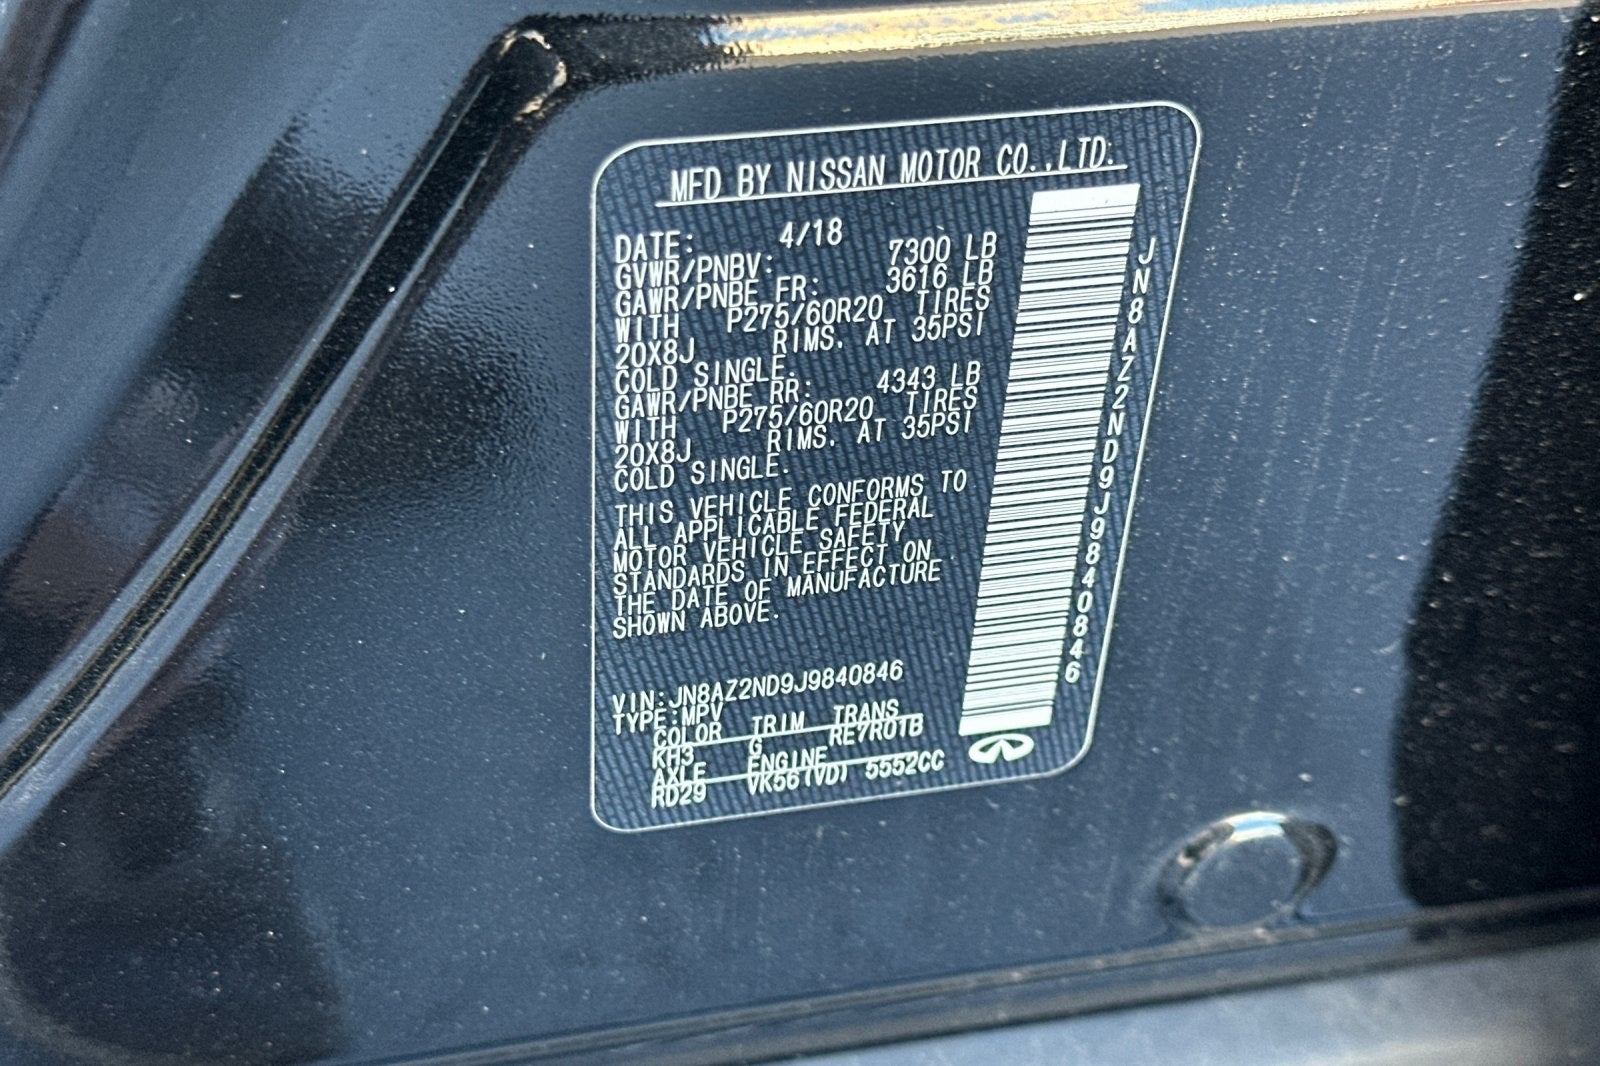 MFD BY NISSAN MOTOR CO.,LTD.
DATE: 4/18
GVWR/PNBV: 7300 LB
GAWR/PNBE FR: 3616 LB
WITH P275/60R20 TIRES
20X8J RIMS. AT 35PSI
COLD SINGLE.
GAWR/PNBE RR: 4343 LB
WITH P275/60R20 TIRES
20X8J RIMS. AT 35PSI
COLD SINGLE.
THIS VEHICLE CONFORMS TO
ALL APPLICABLE FEDERAL
MOTOR VEHICLE SAFETY
STANDARDS IN EFFECT ON
THE DATE OF MANUFACTURE
SHOWN ABOVE.
VIN:JN8AZ2ND9J9840846
TYPE:MPV
COLOR TRIM TRANS
KH3 G RE7R01B
AXLE ENGINE
RD29 VK56(VD) 5552CC
JN8AZ2ND9J9840846